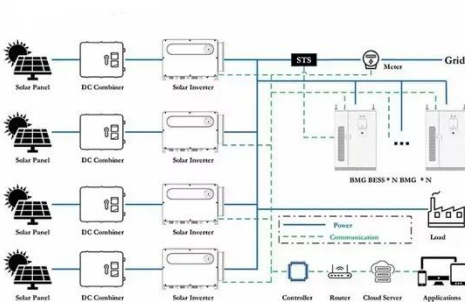 STS
Meter
Grid
Solar Panel DC Combiner Solar Inverter
Solar Panel DC Combiner Solar Inverter
BMG BESS * N BMG * N
Solar Panel DC Combiner Solar Inverter
Power
Communication
Load
Solar Panel DC Combiner Solar Inverter
Controller Router Cloud Server Applications